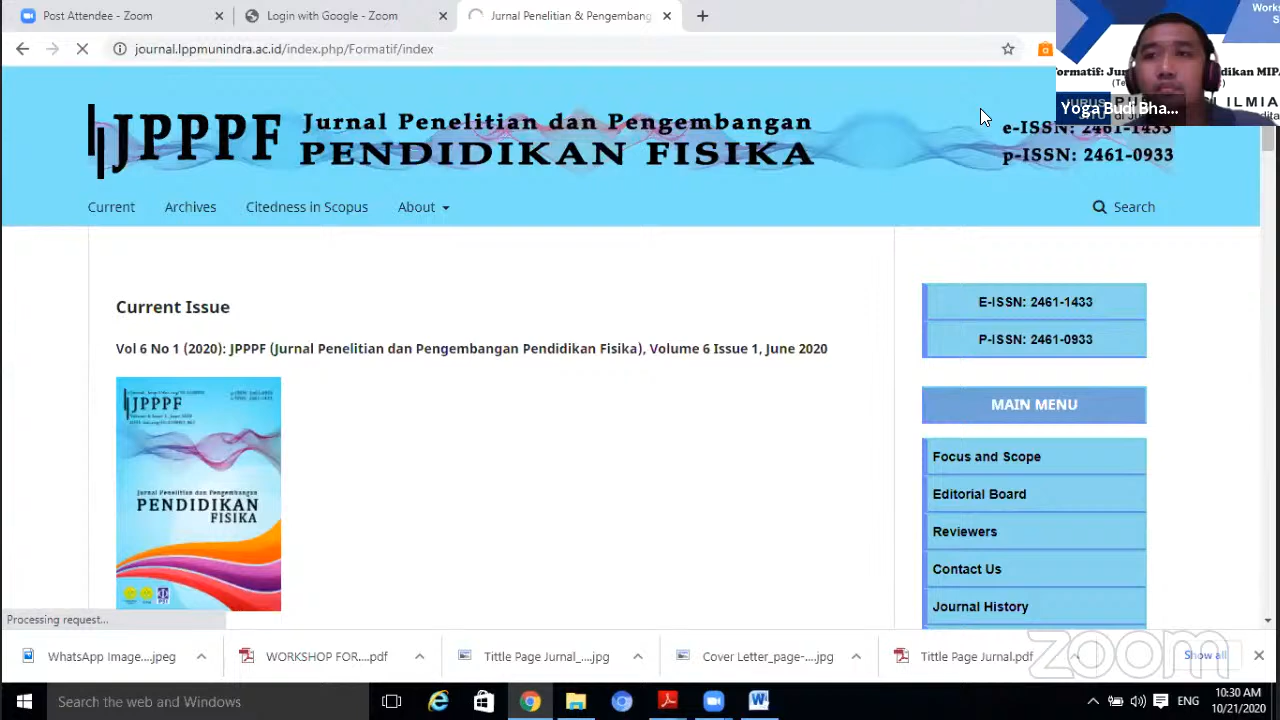 Post Attendee - Zoom
Login with Google - Zoom
Jurnal Penelitian & Pengembang
journal.lppmunindra.ac.id/index.php/Formatif/index
Yoga Budi Bha...
JPPPF
Jurnal Penelitian dan Pengembangan
PENDIDIKAN FISIKA
e-ISSN: 2461-1433
p-ISSN: 2461-0933
Current
Archives
Citedness in Scopus
About
Search
Current Issue
Vol 6 No 1 (2020): JPPPF (Jurnal Penelitian dan Pengembangan Pendidikan Fisika), Volume 6 Issue 1, June 2020
JPPPF
Jurnal Penelitian dan Pengembangan
PENDIDIKAN
FISIKA
E-ISSN: 2461-1433
P-ISSN: 2461-0933
MAIN MENU
Focus and Scope
Editorial Board
Reviewers
Contact Us
Journal History
Processing request...
WhatsApp Image....jpeg
WORKSHOP FOR....pdf
Tittle Page Jurnal_....jpg
Cover Letter_page-....jpg
Tittle Page Jurnal.pdf
Show all
zoom
Search the web and Windows
ENG
10:30 AM
10/21/2020